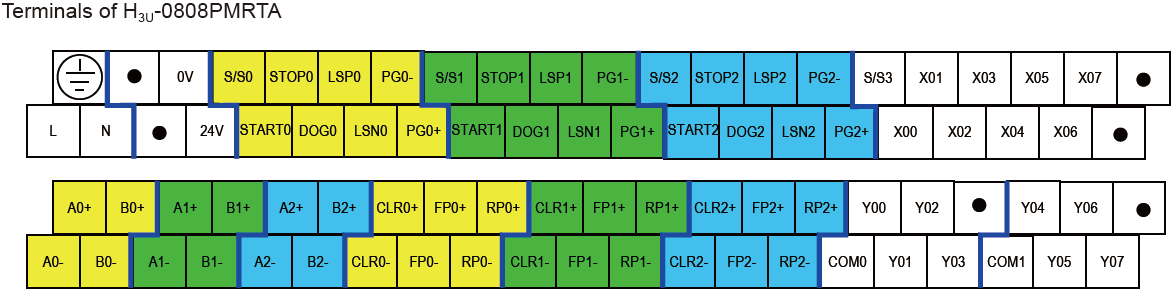 Terminals of H3U-0808PMRTA
0V S/S0 STOP0 LSP0 PG0- S/S1 STOP1 LSP1 PG1- S/S2 STOP2 LSP2 PG2- S/S3 X01 X03 X05 X07
L N 24V START0 DOG0 LSN0 PG0+ START1 DOG1 LSN1 PG1+ START2 DOG2 LSN2 PG2+ X00 X02 X04 X06
A0+ B0+ A1+ B1+ A2+ B2+ CLR0+ FP0+ RP0+ CLR1+ FP1+ RP1+ CLR2+ FP2+ RP2+ Y00 Y02 Y04 Y06
A0- B0- A1- B1- A2- B2- CLR0- FP0- RP0- CLR1- FP1- RP1- CLR2- FP2- RP2- COM0 Y01 Y03 COM1 Y05 Y07